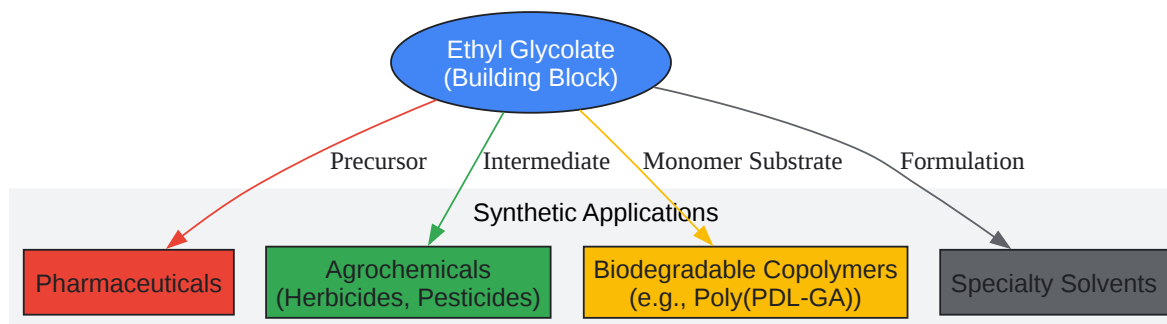 Ethyl Glycolate
(Building Block)
Precursor
Intermediate
Monomer Substrate
Formulation
Synthetic Applications
Pharmaceuticals
Agrochemicals
(Herbicides, Pesticides)
Biodegradable Copolymers
(e.g., Poly(PDL-GA))
Specialty Solvents